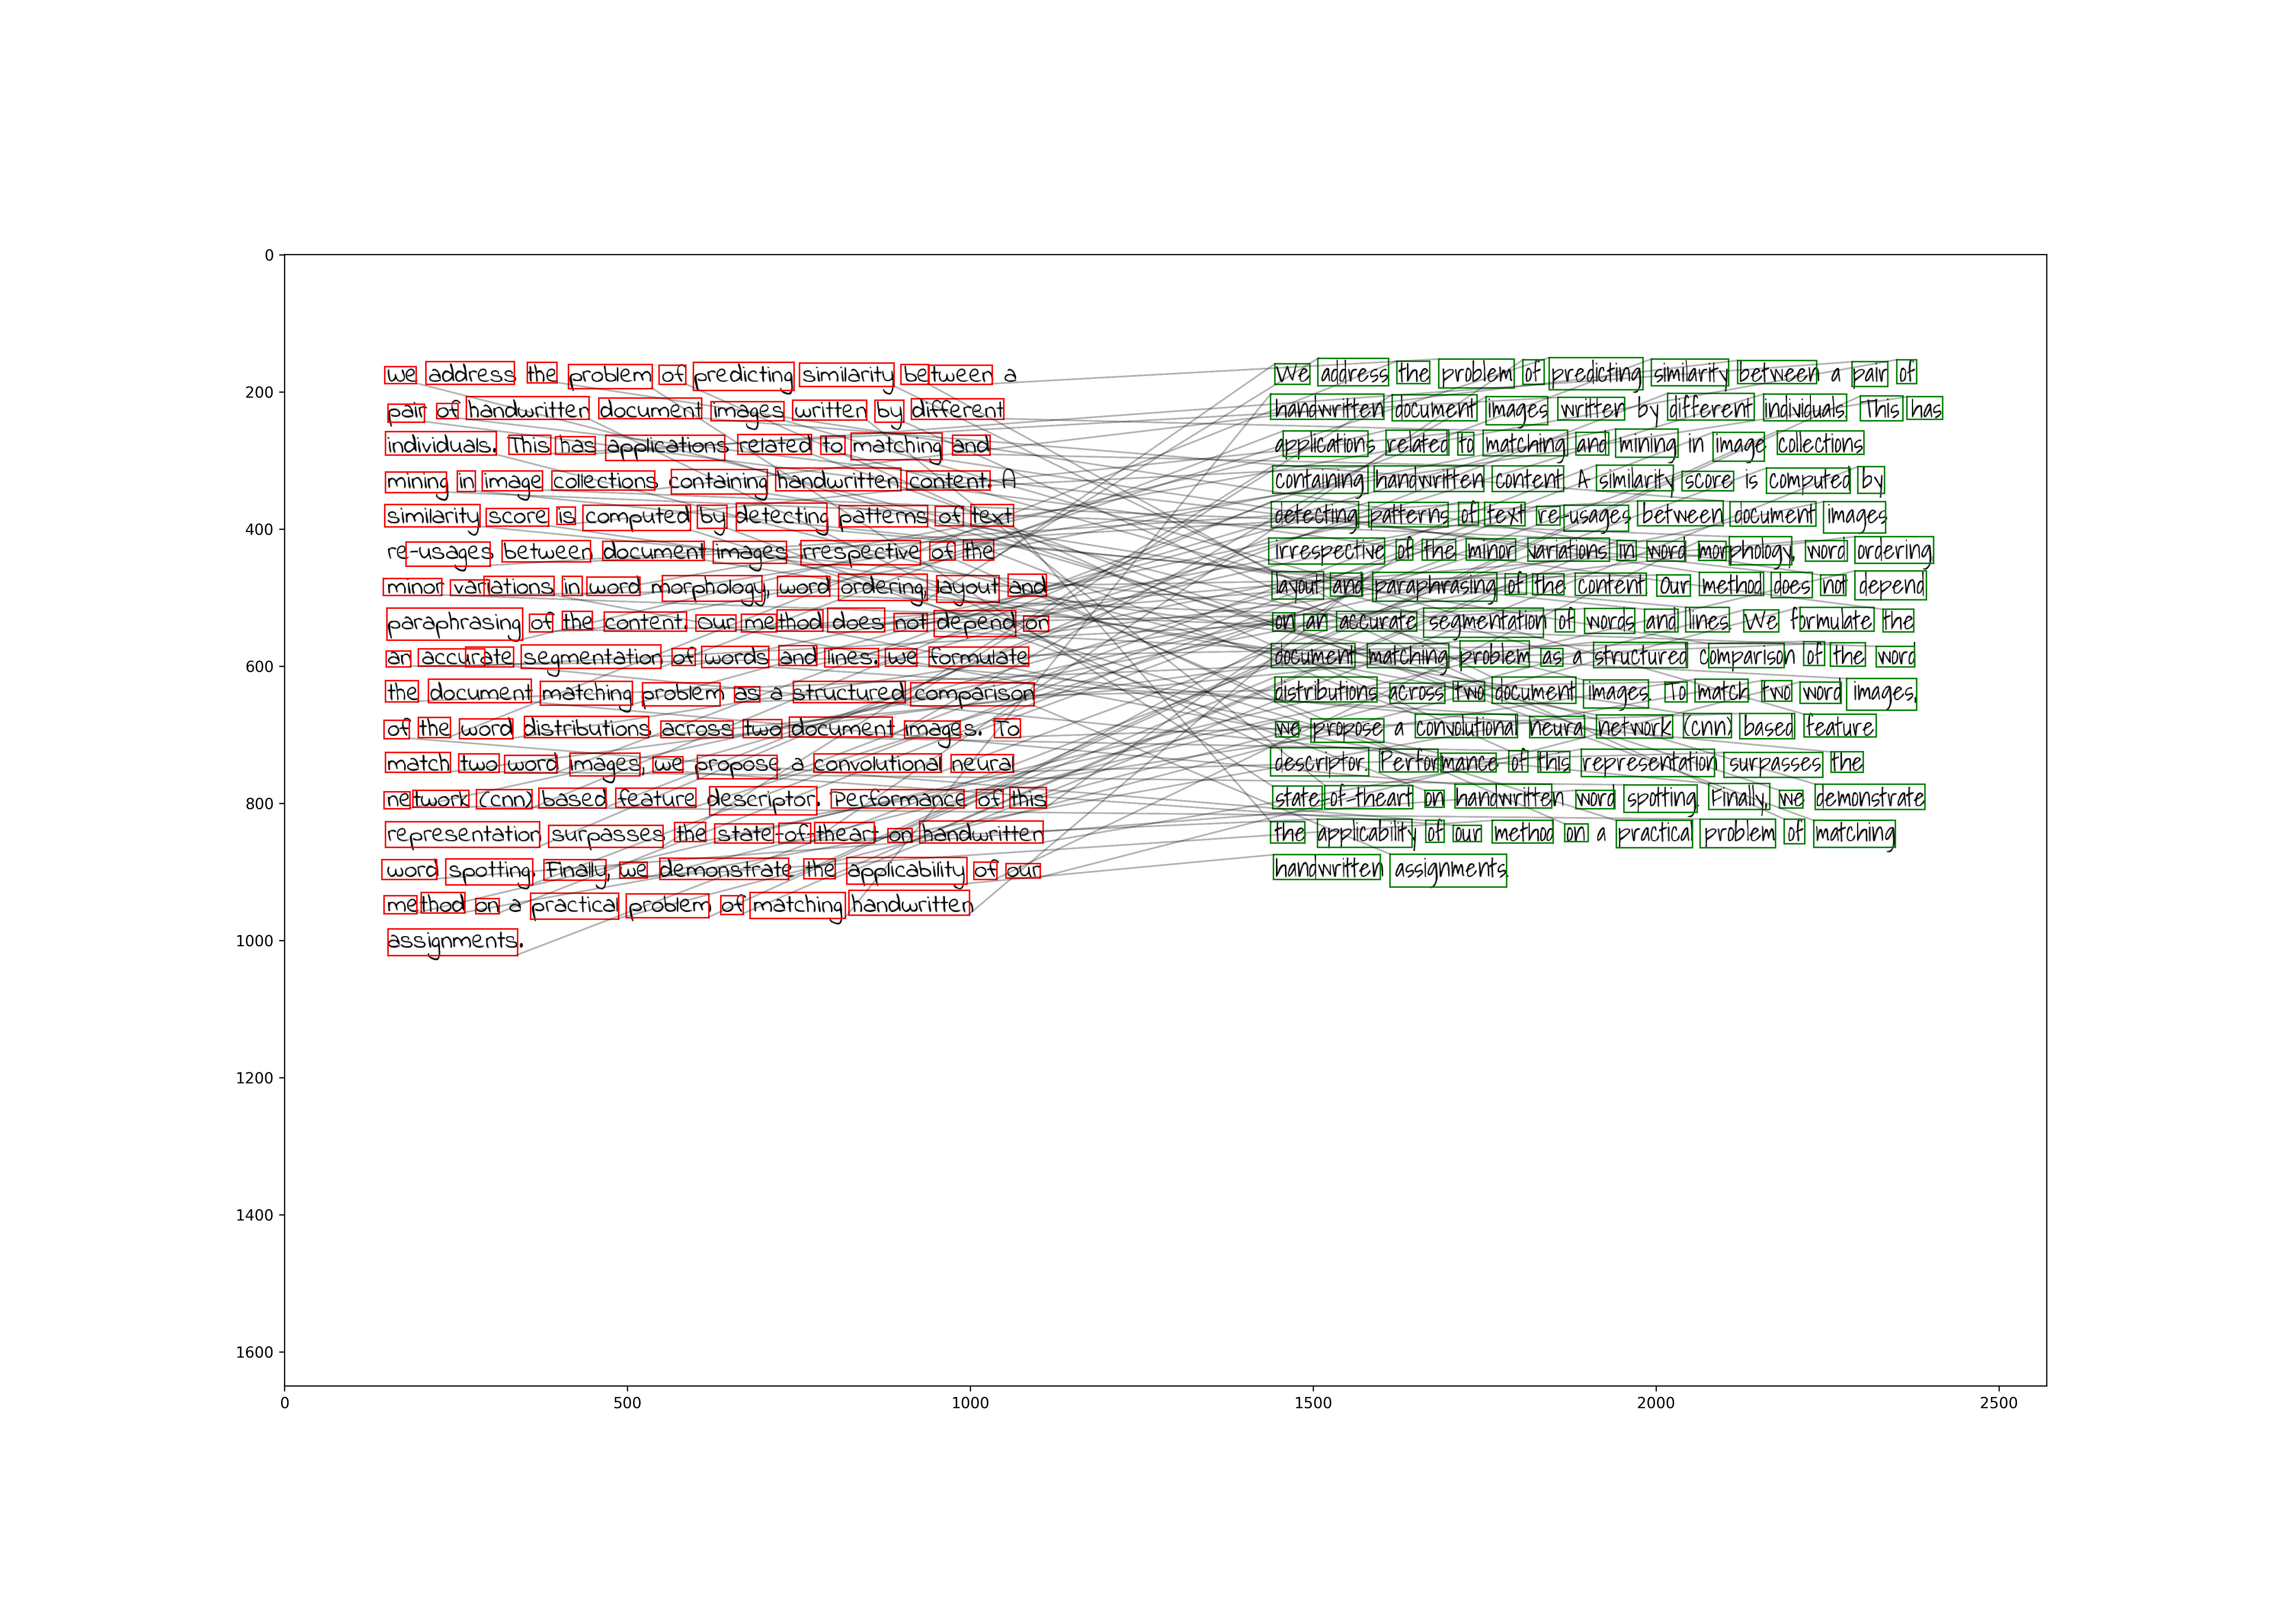 0
200
400
600
800
1000
1200
1400
1600
0 500 1000 1500 2000 2500
we address the problem of predicting similarity between a
pair of handwritten document images written by different
individuals. This has applications related to matching and
mining in image collections containing handwritten content. A
similarity score is computed by detecting patterns of text
re-usages between document images irrespective of the
minor variations in word morphology, word ordering, layout and
paraphrasing of the content. Our method does not depend on
an accurate segmentation of words and lines. we formulate
the document matching problem as a structured comparison
of the word distributions across two document images. To
match two word images, we propose a convolutional neura
network (cnn) based feature descriptor. Performance of this
representation surpasses the state-of-theart on handwritten
word spotting. Finally, we demonstrate the applicability of our
method on a practical problem of matching handwritten
assignments.
We address the problem of predicting similarity between a pair of
handwritten document images written by different individuals. This has
applications related to matching and mining in image collections
containing handwritten content. A similarity score is computed by
detecting patterns of text re-usages between document images
irrespective of the minor variations in word morphology, word ordering
layout and paraphrasing of the content. Our method does not depend
on an accurate segmentation of words and lines. We formulate the
document matching problem as a structured comparison of the word
distributions across two document images. To match two word images,
we propose a convolutional neura network (cnn) based feature
descriptor. Performance of this representation surpasses the
state-of-theart on handwritten word spotting. Finally, we demonstrate
the applicability of our method on a practical problem of matching
handwritten assignments.